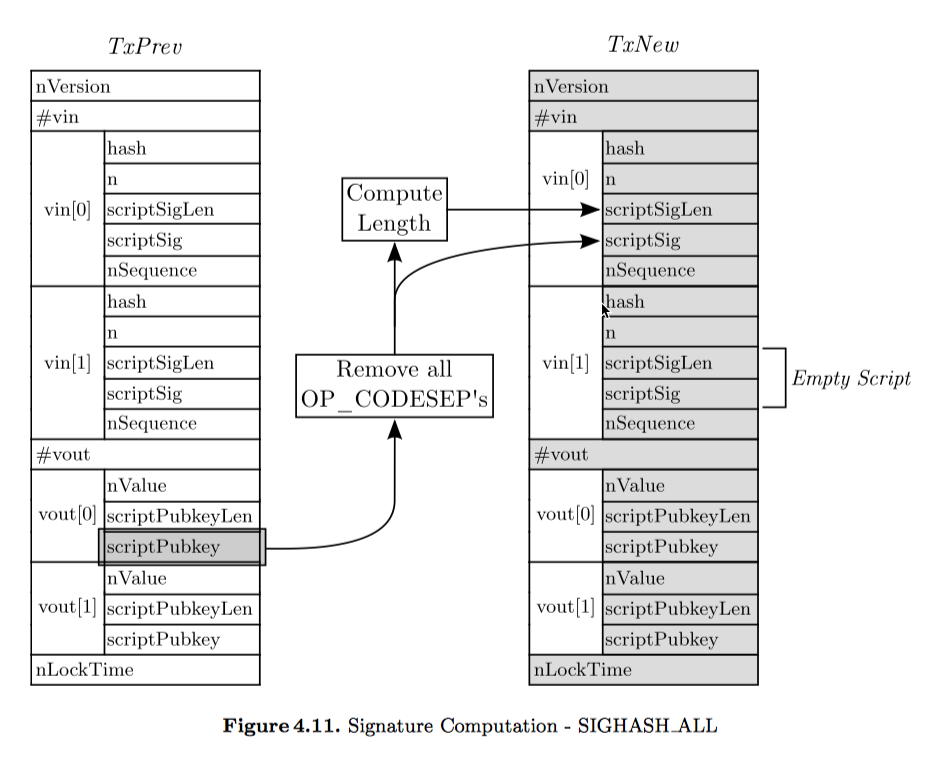 TxPrev
nVersion
#vin
vin[0]
hash
n
scriptSigLen
scriptSig
nSequence
vin[1]
hash
n
scriptSigLen
scriptSig
nSequence
#vout
vout[0]
nValue
scriptPubkeyLen
scriptPubkey
vout[1]
nValue
scriptPubkeyLen
scriptPubkey
nLockTime
Compute
Length
Remove all
OP_CODESEP's
TxNew
nVersion
#vin
vin[0]
hash
n
scriptSigLen
scriptSig
nSequence
vin[1]
hash
n
scriptSigLen
scriptSig
nSequence
Empty Script
#vout
vout[0]
nValue
scriptPubkeyLen
scriptPubkey
vout[1]
nValue
scriptPubkeyLen
scriptPubkey
nLockTime
Figure 4.11. Signature Computation - SIGHASH_ALL